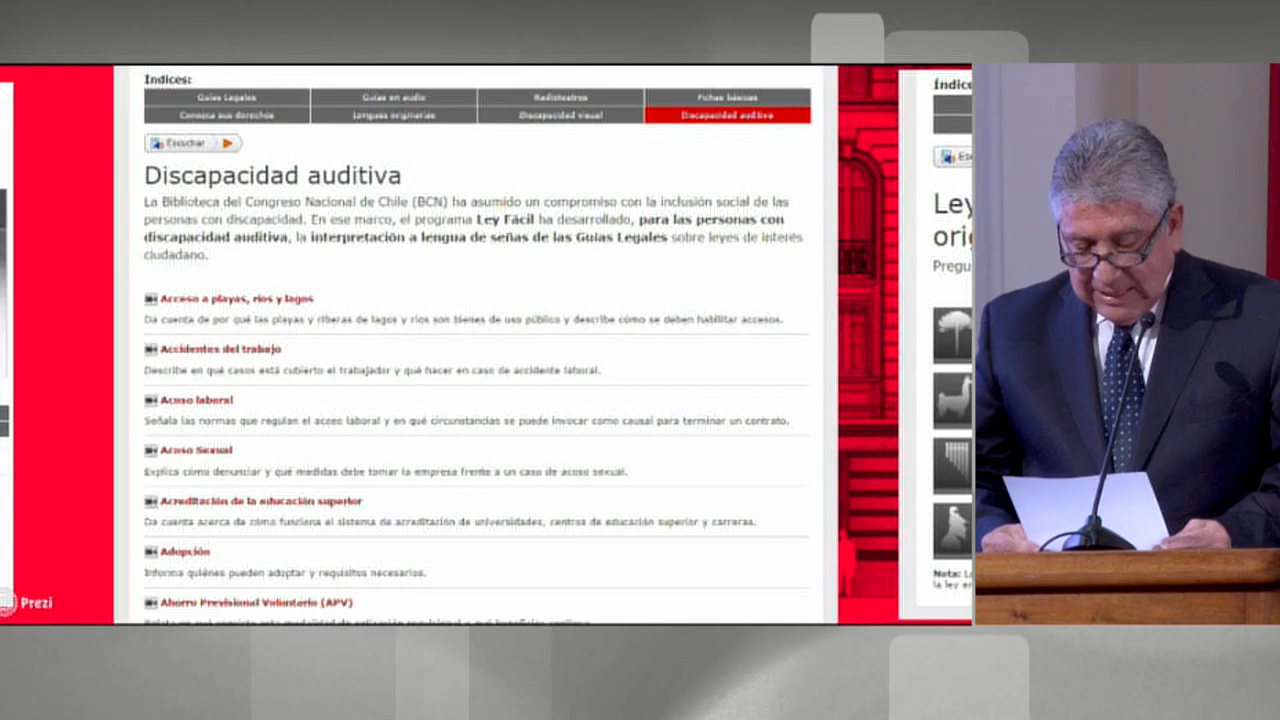 Índices:
Guías Legales Guías en audio Radioteatros Fichas básicas
Conozca sus derechos Lenguas originarias Discapacidad visual Discapacidad auditiva
Escuchar
Discapacidad auditiva
La Biblioteca del Congreso Nacional de Chile (BCN) ha asumido un compromiso con la inclusión social de las
personas con discapacidad. En ese marco, el programa Ley Fácil ha desarrollado, para las personas con
discapacidad auditiva, la interpretación a lengua de señas de las Guías Legales sobre leyes de interés
ciudadano.
Acceso a playas, ríos y lagos
Da cuenta de por qué las playas y riberas de lagos y ríos son bienes de uso público y describe cómo se deben habilitar accesos.
Accidentes del trabajo
Describe en qué casos está cubierto el trabajador y qué hacer en caso de accidente laboral.
Acoso laboral
Señala las normas que regulan el acoso laboral y en qué circunstancias se puede invocar como causal para terminar un contrato.
Acoso Sexual
Explica cómo denunciar y qué medidas debe tomar la empresa frente a un caso de acoso sexual.
Acreditación de la educación superior
Da cuenta acerca de cómo funciona el sistema de acreditación de universidades, centros de educación superior y carreras.
Adopción
Informa quiénes pueden adoptar y requisitos necesarios.
Ahorro Previsional Voluntario (APV)
Prezi
Índic
Es
Ley
orig
Pregu
Nota: L
la ley en